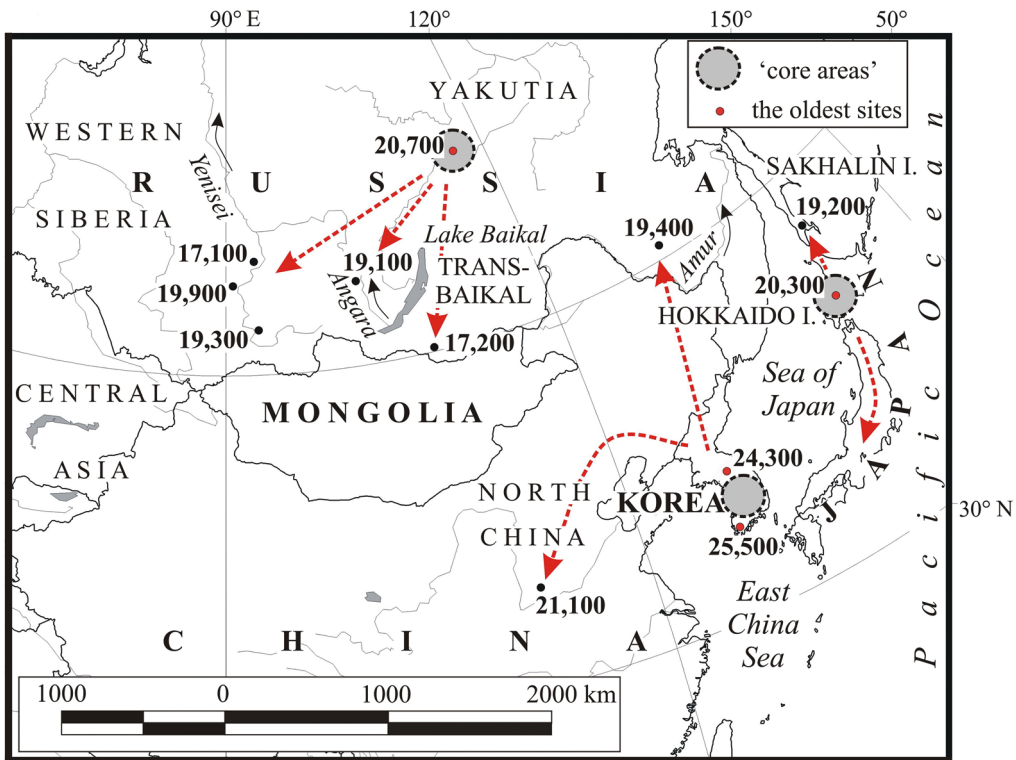 90° E
120°
150°
50°
'core areas'
the oldest sites
YAKUTIA
WESTERN
20,700
SAKHALIN I.
R U S S I A
Yenisei
SIBERIA
19,200
19,400
Amur
Lake Baikal
17,100
19,100
TRANS-
BAIKAL
20,300
19,900
Angara
HOKKAIDO I.
19,300
17,200
Sea of
Japan
CENTRAL
MONGOLIA
JAPAN
ASIA
24,300
NORTH
KOREA
CHINA
30° N
25,500
21,100
East
China
Sea
CHINA
Pacific Ocean
1000 0 1000 2000 km